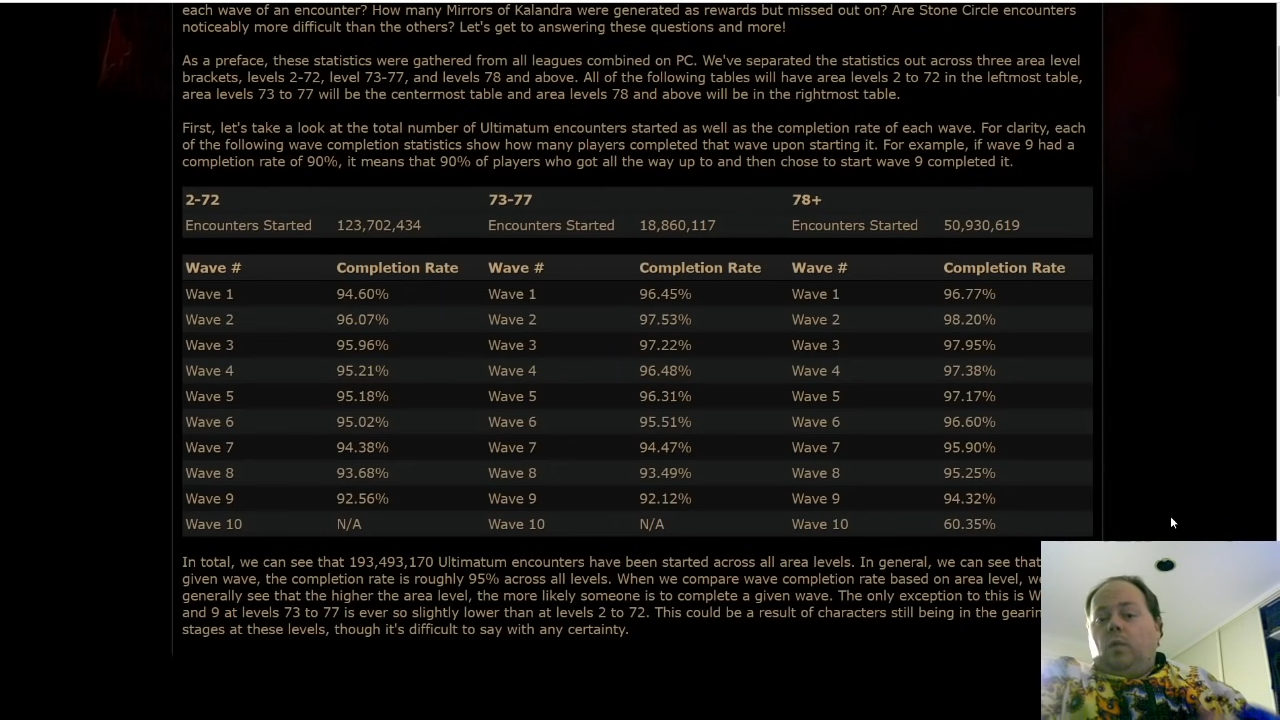 each wave of an encounter? How many Mirrors of Kalandra were generated as rewards but missed out on? Are Stone Circle encounters
noticeably more difficult than the others? Let's get to answering these questions and more!
As a preface, these statistics were gathered from all leagues combined on PC. We've separated the statistics out across three area level
brackets, levels 2-72, level 73-77, and levels 78 and above. All of the following tables will have area levels 2 to 72 in the leftmost table,
area levels 73 to 77 will be the centermost table and area levels 78 and above will be in the rightmost table.
First, let's take a look at the total number of Ultimatum encounters started as well as the completion rate of each wave. For clarity, each
of the following wave completion statistics show how many players completed that wave upon starting it. For example, if wave 9 had a
completion rate of 90%, it means that 90% of players who got all the way up to and then chose to start wave 9 completed it.
2-72 73-77 78+
Encounters Started 123,702,434 Encounters Started 18,860,117 Encounters Started 50,930,619
Wave # Completion Rate Wave # Completion Rate Wave # Completion Rate
Wave 1 94.60% Wave 1 96.45% Wave 1 96.77%
Wave 2 96.07% Wave 2 97.53% Wave 2 98.20%
Wave 3 95.96% Wave 3 97.22% Wave 3 97.95%
Wave 4 95.21% Wave 4 96.48% Wave 4 97.38%
Wave 5 95.18% Wave 5 96.31% Wave 5 97.17%
Wave 6 95.02% Wave 6 95.51% Wave 6 96.60%
Wave 7 94.38% Wave 7 94.47% Wave 7 95.90%
Wave 8 93.68% Wave 8 93.49% Wave 8 95.25%
Wave 9 92.56% Wave 9 92.12% Wave 9 94.32%
Wave 10 N/A Wave 10 N/A Wave 10 60.35%
In total, we can see that 193,493,170 Ultimatum encounters have been started across all area levels. In general, we can see that
given wave, the completion rate is roughly 95% across all levels. When we compare wave completion rate based on area level,
generally see that the higher the area level, the more likely someone is to complete a given wave. The only exception to this is
and 9 at levels 73 to 77 is ever so slightly lower than at levels 2 to 72. This could be a result of characters still being in the
stages at these levels, though it's difficult to say with any certainty.